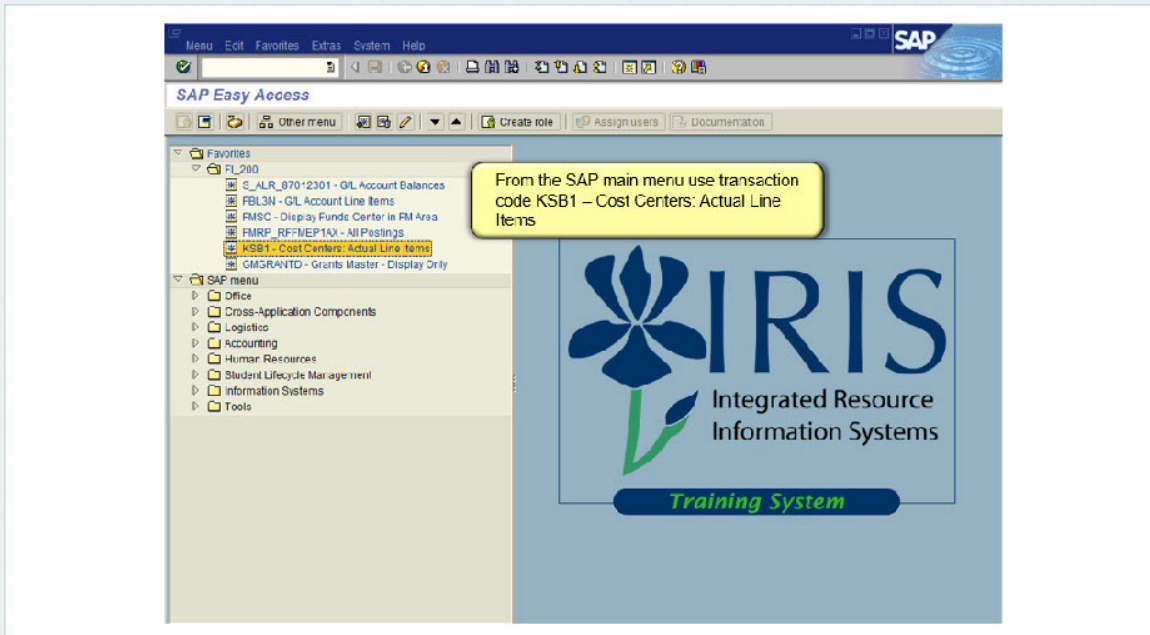 Menu Edit Favorites Extras System Help
SAP
SAP Easy Access
Other menu Create role Assign users Documentation
Favorites
FI_200
S_ALR_87012301 - G/L Account Balances
FBL3N - G/L Account Line Items
FMSC - Display Funds Center in FM Area
FMRP_RFFMEP1AX - All Postings
KSB1 - Cost Centers: Actual Line Items
GMGRANTD - Grants Master - Display Only
SAP menu
Office
Cross-Application Components
Logistics
Accounting
Human Resources
Student Lifecycle Management
Information Systems
Tools
From the SAP main menu use transaction
code KSB1 – Cost Centers: Actual Line
Items
IRIS
Integrated Resource
Information Systems
Training System